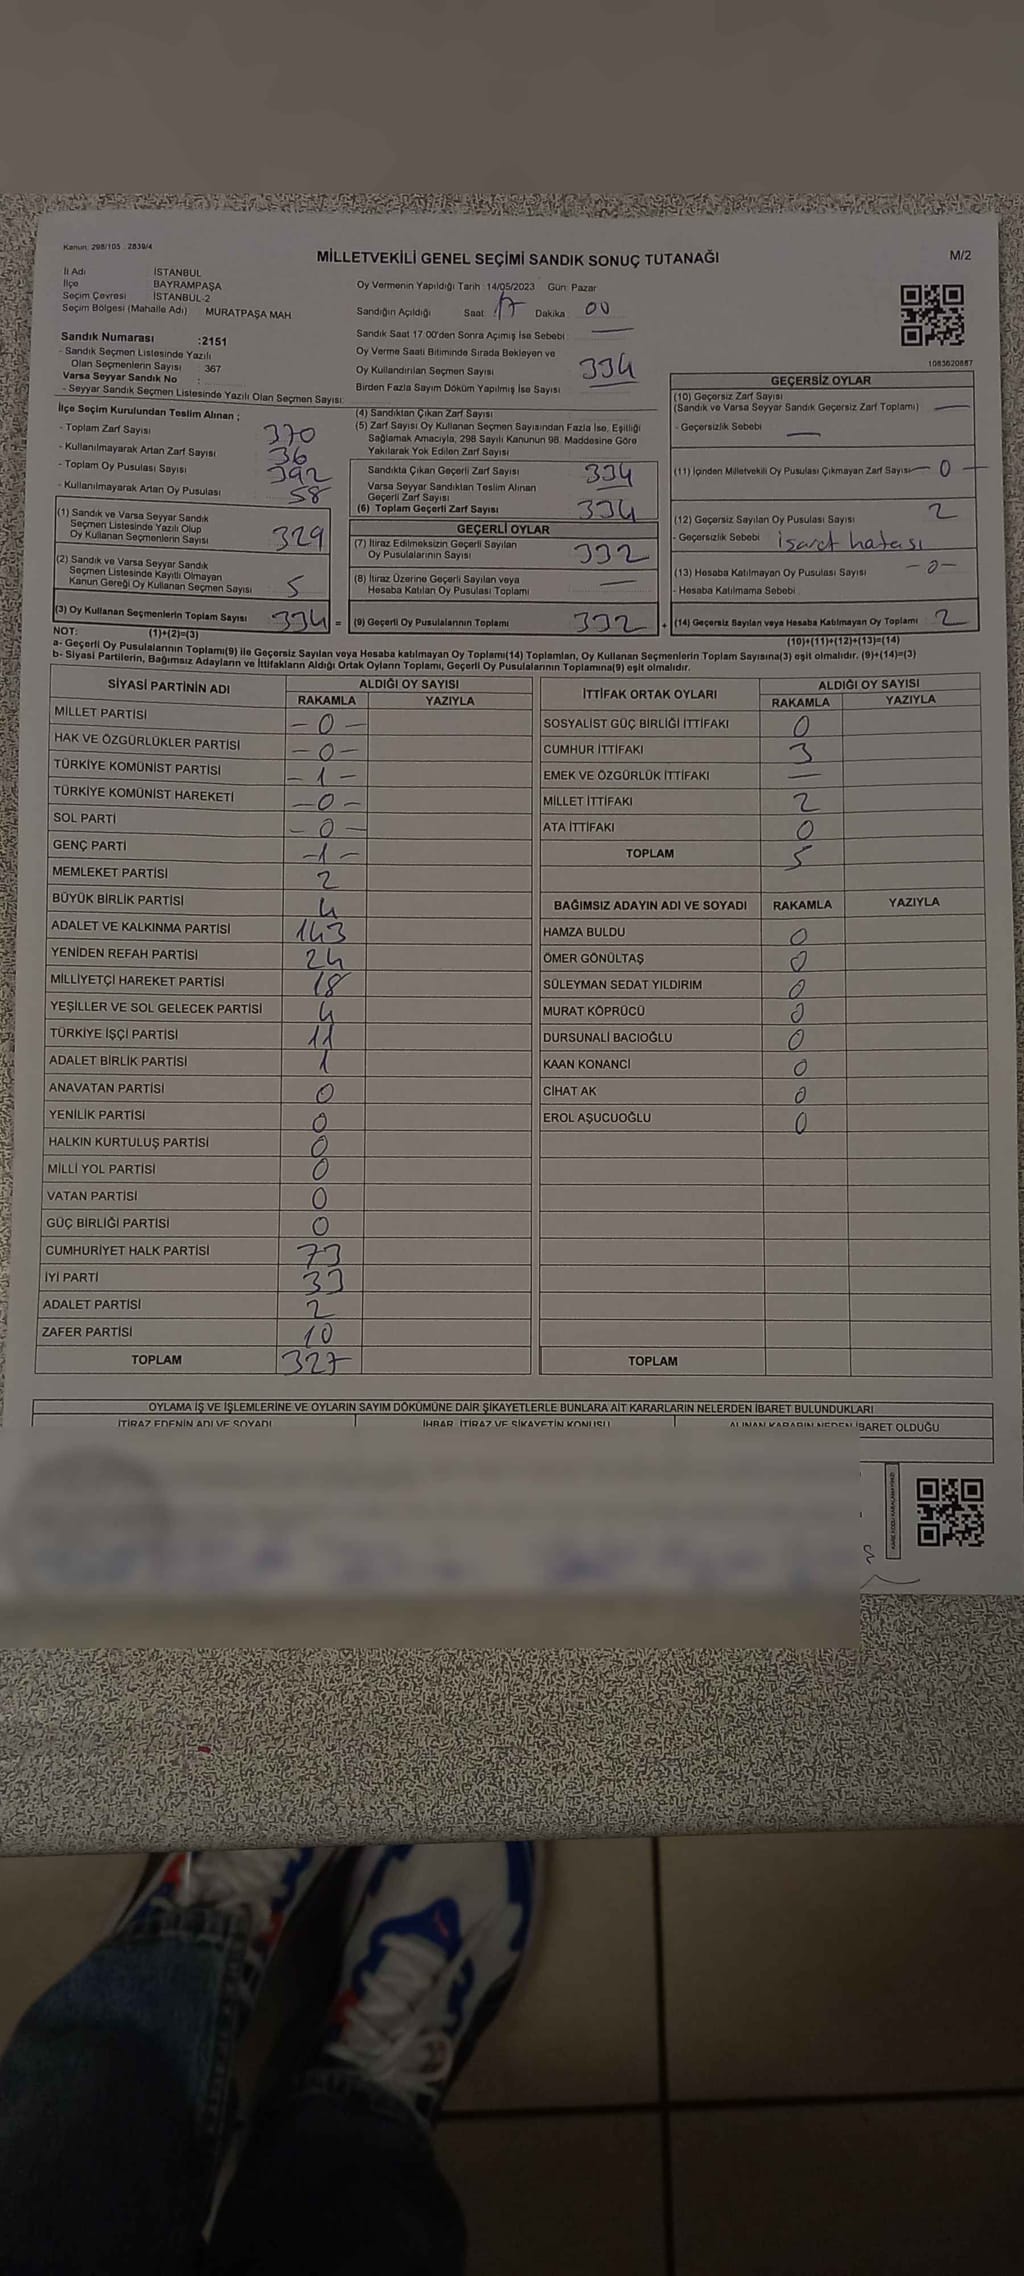 Kanun: 298/105 2839/4
MİLLETVEKİLİ GENEL SEÇİMİ SANDIK SONUÇ TUTANAĞI
M/2
İl Adı İSTANBUL
İlçe BAYRAMPAŞA
Seçim Çevresi İSTANBUL-2
Seçim Bölgesi (Mahalle Adı) MURATPAŞA MAH
Sandık Numarası :2151
- Sandık Seçmen Listesinde Yazılı
Olan Seçmenlerin Sayısı : 367
Varsa Seyyar Sandık No :
- Seyyar Sandık Seçmen Listesinde Yazılı Olan Seçmen Sayısı:
Oy Vermenin Yapıldığı Tarih : 14/05/2023 Gün: Pazar
Sandığın Açıldığı Saat 17 Dakika 00
Sandık Saat 17:00'den Sonra Açılmış İse Sebebi —
Oy Verme Saati Bitiminde Sırada Bekleyen ve
Oy Kullandırılan Seçmen Sayısı 334
Birden Fazla Sayım Döküm Yapılmış İse Sayısı
1083620887
İlçe Seçim Kurulundan Teslim Alınan ;
- Toplam Zarf Sayısı 370
- Kullanılmayarak Artan Zarf Sayısı 36
- Toplam Oy Pusulası Sayısı 392
- Kullanılmayarak Artan Oy Pusulası 58
(1) Sandık ve Varsa Seyyar Sandık
Seçmen Listesinde Yazılı Olup
Oy Kullanan Seçmenlerin Sayısı 329
(2) Sandık ve Varsa Seyyar Sandık
Seçmen Listesinde Kayıtlı Olmayan
Kanun Gereği Oy Kullanan Seçmen Sayısı 5
(3) Oy Kullanan Seçmenlerin Toplam Sayısı 334 =
(1)+(2)=(3)
(4) Sandıktan Çıkan Zarf Sayısı
(5) Zarf Sayısı Oy Kullanan Seçmen Sayısından Fazla İse, Eşitliği
Sağlamak Amacıyla, 298 Sayılı Kanunun 98. Maddesine Göre
Yakılarak Yok Edilen Zarf Sayısı
Sandıkta Çıkan Geçerli Zarf Sayısı 334
Varsa Seyyar Sandıktan Teslim Alınan
Geçerli Zarf Sayısı
(6) Toplam Geçerli Zarf Sayısı 334
GEÇERLİ OYLAR
(7) İtiraz Edilmeksizin Geçerli Sayılan
Oy Pusulalarının Sayısı 332
(8) İtiraz Üzerine Geçerli Sayılan veya
Hesaba Katılan Oy Pusulası Toplamı —
(9) Geçerli Oy Pusulalarının Toplamı 332 +
GEÇERSİZ OYLAR
(10) Geçersiz Zarf Sayısı
(Sandık ve Varsa Seyyar Sandık Geçersiz Zarf Toplamı) —
- Geçersizlik Sebebi —
(11) İçinden Milletvekili Oy Pusulası Çıkmayan Zarf Sayısı — 0 —
(12) Geçersiz Sayılan Oy Pusulası Sayısı 2
- Geçersizlik Sebebi işaret hatası
(13) Hesaba Katılmayan Oy Pusulası Sayısı -0-
- Hesaba Katılmama Sebebi
(14) Geçersiz Sayılan veya Hesaba Katılmayan Oy Toplamı 2
(10)+(11)+(12)+(13)=(14)
NOT:
a- Geçerli Oy Pusulalarının Toplamı(9) ile Geçersiz Sayılan veya Hesaba katılmayan Oy Toplamı(14) Toplamları, Oy Kullanan Seçmenlerin Toplam Sayısına(3) eşit olmalıdır. (9)+(14)=(3)
b- Siyasi Partilerin, Bağımsız Adayların ve İttifakların Aldığı Ortak Oyların Toplamı, Geçerli Oy Pusulalarının Toplamına(9) eşit olmalıdır.
SİYASİ PARTİNİN ADI ALDIĞI OY SAYISI
RAKAMLA YAZIYLA
MİLLET PARTİSİ -0-
HAK VE ÖZGÜRLÜKLER PARTİSİ -0-
TÜRKİYE KOMÜNİST PARTİSİ -1-
TÜRKİYE KOMÜNİST HAREKETİ -0-
SOL PARTİ -0-
GENÇ PARTİ -1-
MEMLEKET PARTİSİ 2
BÜYÜK BİRLİK PARTİSİ 4
ADALET VE KALKINMA PARTİSİ 143
YENİDEN REFAH PARTİSİ 24
MİLLİYETÇİ HAREKET PARTİSİ 18
YEŞİLLER VE SOL GELECEK PARTİSİ 4
TÜRKİYE İŞÇİ PARTİSİ 11
ADALET BİRLİK PARTİSİ 1
ANAVATAN PARTİSİ 0
YENİLİK PARTİSİ 0
HALKIN KURTULUŞ PARTİSİ 0
MİLLİ YOL PARTİSİ 0
VATAN PARTİSİ 0
GÜÇ BİRLİĞİ PARTİSİ 0
CUMHURİYET HALK PARTİSİ 73
İYİ PARTİ 33
ADALET PARTİSİ 2
ZAFER PARTİSİ 10
TOPLAM 327
İTTİFAK ORTAK OYLARI ALDIĞI OY SAYISI
RAKAMLA YAZIYLA
SOSYALİST GÜÇ BİRLİĞİ İTTİFAKI 0
CUMHUR İTTİFAKI 3
EMEK VE ÖZGÜRLÜK İTTİFAKI —
MİLLET İTTİFAKI 2
ATA İTTİFAKI 0
TOPLAM 5
BAĞIMSIZ ADAYIN ADI VE SOYADI RAKAMLA YAZIYLA
HAMZA BULDU 0
ÖMER GÖNÜLTAŞ 0
SÜLEYMAN SEDAT YILDIRIM 0
MURAT KÖPRÜCÜ 0
DURSUNALİ BACIOĞLU 0
KAAN KONANCİ 0
CİHAT AK 0
EROL AŞUCUOĞLU 0
TOPLAM
OYLAMA İŞ VE İŞLEMLERİNE VE OYLARIN SAYIM DÖKÜMÜNE DAİR ŞİKAYETLERLE BUNLARA AİT KARARLARIN NELERDEN İBARET BULUNDUKLARI
İTİRAZ EDENİN ADI VE SOYADI İHBAR, İTİRAZ VE ŞİKAYETİN KONUSU ALINAN KARARIN NEDEN İBARET OLDUĞU